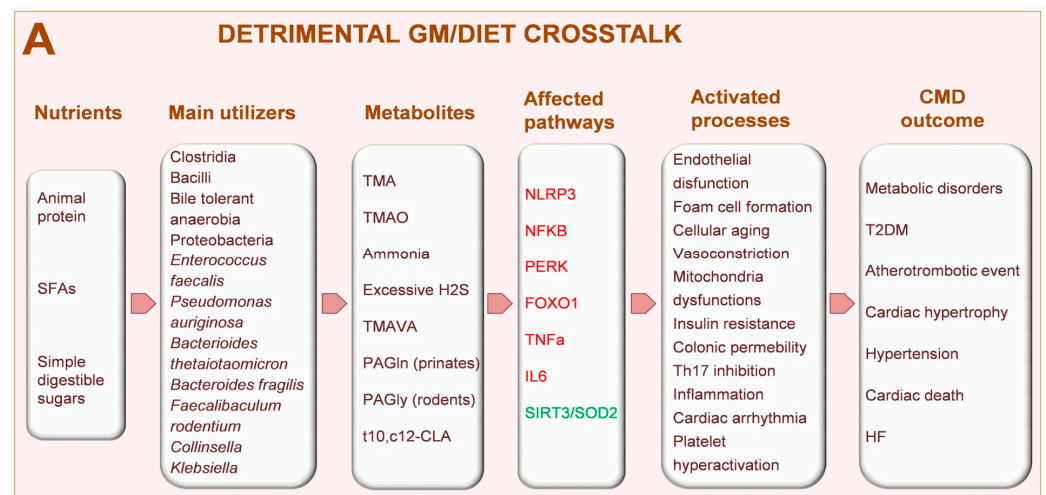 A
DETRIMENTAL GM/DIET CROSSTALK
Nutrients
Animal
protein
SFAs
Simple
digestible
sugars
Main utilizers
Clostridia
Bacili
Bile tolerant
anaerobia
Proteobacteria
Enterococcus
faecalis
Pseudomonas
auriginosa
Bacterioides
thetaiotaomicron
Bacteroides fragilis
Faecalibaculum
rodentium
Collinsella
Klebsiella
Metabolites
TMA
TMAO
Ammonia
Excessive H2S
TMAVA
PAGln (prinates)
PAGly (rodents)
t10,c12-CLA
Affected
pathways
NLRP3
NFKB
PERK
FOXO1
TNFa
IL6
SIRT3/SOD2
Activated
processes
Endothelial
disfunction
Foam cell formation
Cellular aging
Vasoconstriction
Mitochondria
dysfunctions
Insulin resistance
Colonic permebility
Th17 inhibition
Inflammation
Cardiac arrhythmia
Platelet
hyperactivation
CMD
outcome
Metabolic disorders
T2DM
Atherotrombotic event
Cardiac hypertrophy
Hypertension
Cardiac death
HF